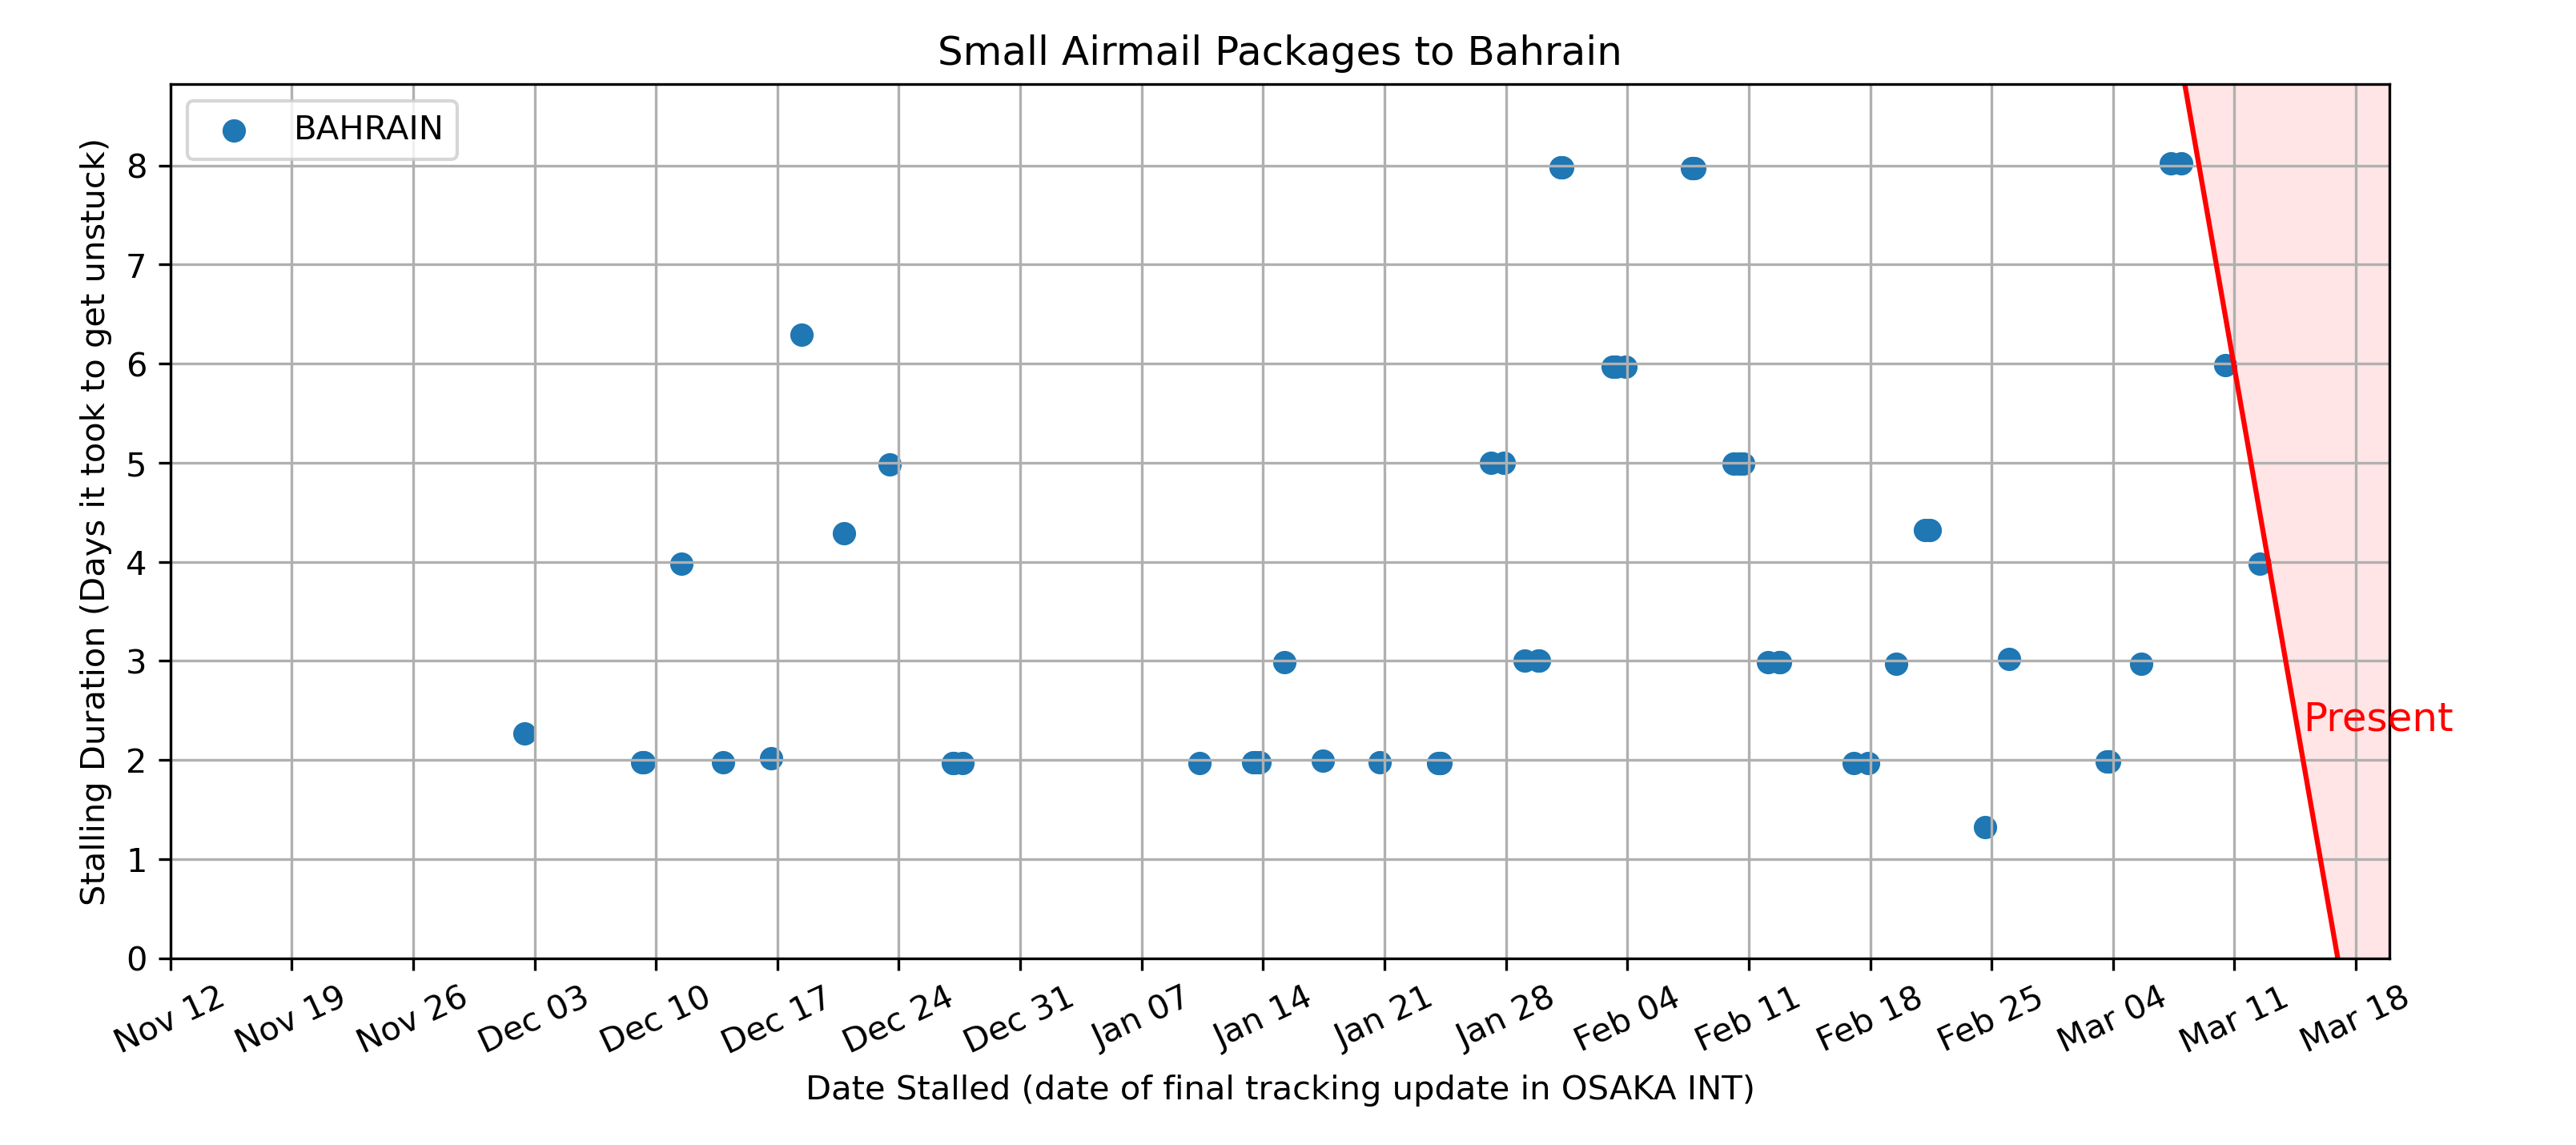 Small Airmail Packages to Bahrain
BAHRAIN
Stalling Duration (Days it took to get unstuck)
8
7
6
5
4
3
2
1
0
Present
Nov 12 Nov 19 Nov 26 Dec 03 Dec 10 Dec 17 Dec 24 Dec 31 Jan 07 Jan 14 Jan 21 Jan 28 Feb 04 Feb 11 Feb 18 Feb 25 Mar 04 Mar 11 Mar 18
Date Stalled (date of final tracking update in OSAKA INT)